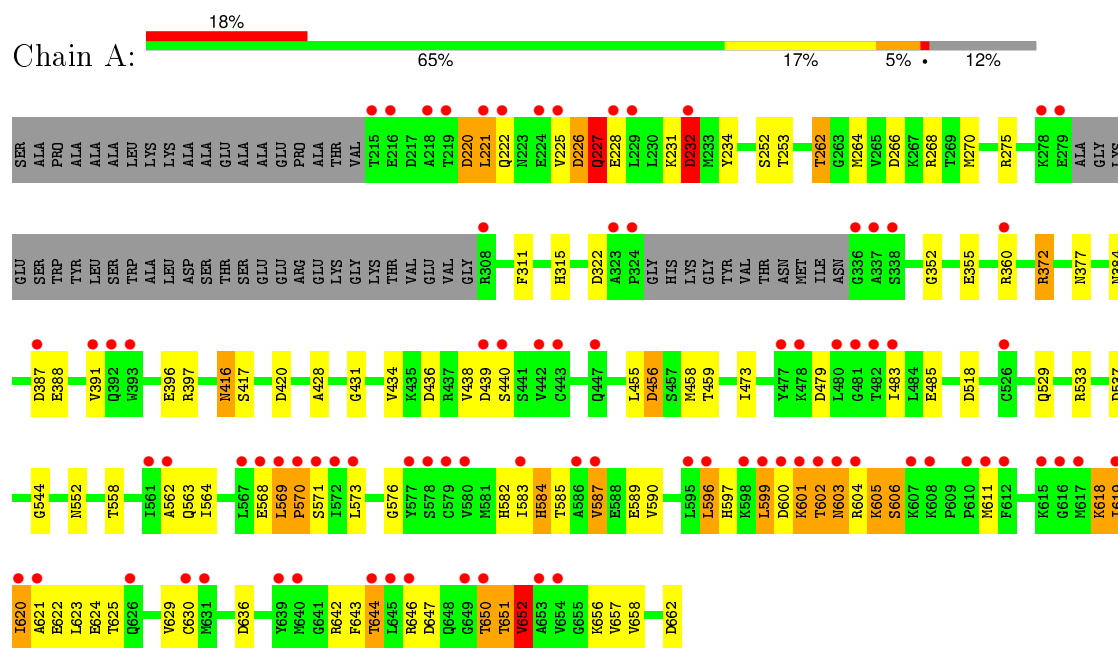 18%
Chain A:
65% 17% 5% • 12%
SER ALA PRO ALA ALA ALA LEU LYS LYS ALA ALA GLU ALA ALA GLU PRO ALA THR VAL T215 E216 D217 A218 T219 D220 L221 Q222 N223 E224 V225 D226 Q227 E228 L229 L230 K231 D232 M233 Y234 S252 T253 T262 G263 M264 V265 D266 K267 R268 T269 M270 R275 K278 E279 ALA GLY LYS
GLU SER TRP TYR LEU SER TRP ALA LEU ASP SER THR SER GLU GLU ARG GLU LYS GLY LYS THR VAL GLU VAL GLY R308 F311 H315 D322 A323 P324 GLY HIS LYS GLY TYR VAL THR ASN MET ILE ASN G336 A337 S338 G352 E355 R360 R372 N377 N384
D387 E388 V391 Q392 W393 E396 R397 N416 S417 D420 A428 G431 V434 K435 D436 R437 V438 D439 S440 S441 V442 C443 Q447 L455 D456 S457 M458 T459 I473 Y477 K478 D479 L480 G481 T482 I483 L484 E485 D518 C526 Q529 R533 D537
G544 N552 T558 I561 A562 Q563 I564 L567 E568 L569 P570 S571 I572 L573 G576 Y577 S578 C579 V580 M581 H582 I583 H584 T585 A586 V587 E588 E589 V590 L595 L596 H597 K598 L599 D600 K601 T602 N603 R604 K605 S606 K607 K608 P609 P610 M611 F612 K615 G616 M617 K618 I619
I620 A621 E622 L623 E624 T625 Q626 V629 C630 M631 D636 Y639 M640 G641 R642 F643 T644 L645 R646 D647 Q648 G649 T650 T651 V652 A653 V654 G655 K656 V657 V658 D662